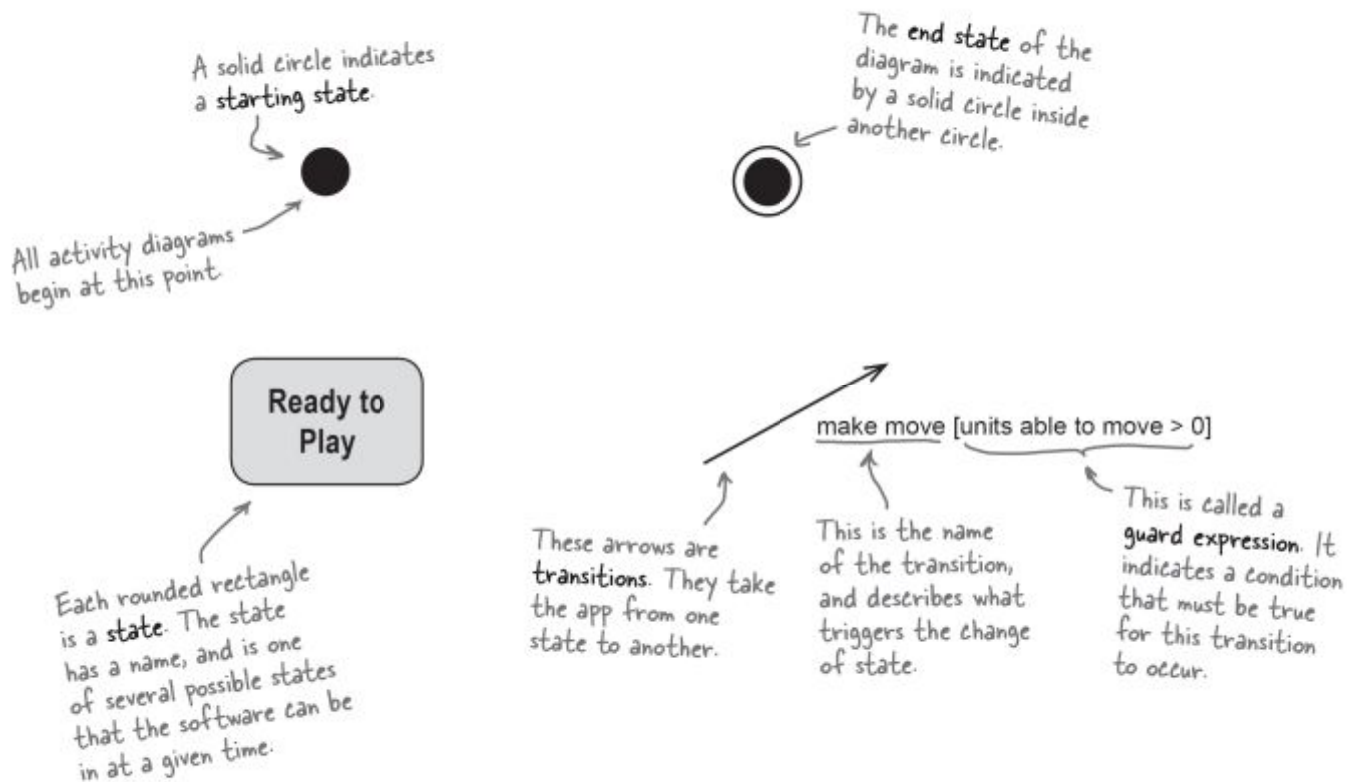 A solid circle indicates
a starting state.
All activity diagrams
begin at this point.
The end state of the
diagram is indicated
by a solid circle inside
another circle.
Ready to
Play
Each rounded rectangle
is a state. The state
has a name, and is one
of several possible states
that the software can be
in at a given time.
make move [units able to move > 0]
These arrows are
transitions. They take
the app from one
state to another.
This is the name
of the transition,
and describes what
triggers the change
of state.
This is called a
guard expression. It
indicates a condition
that must be true
for this transition
to occur.